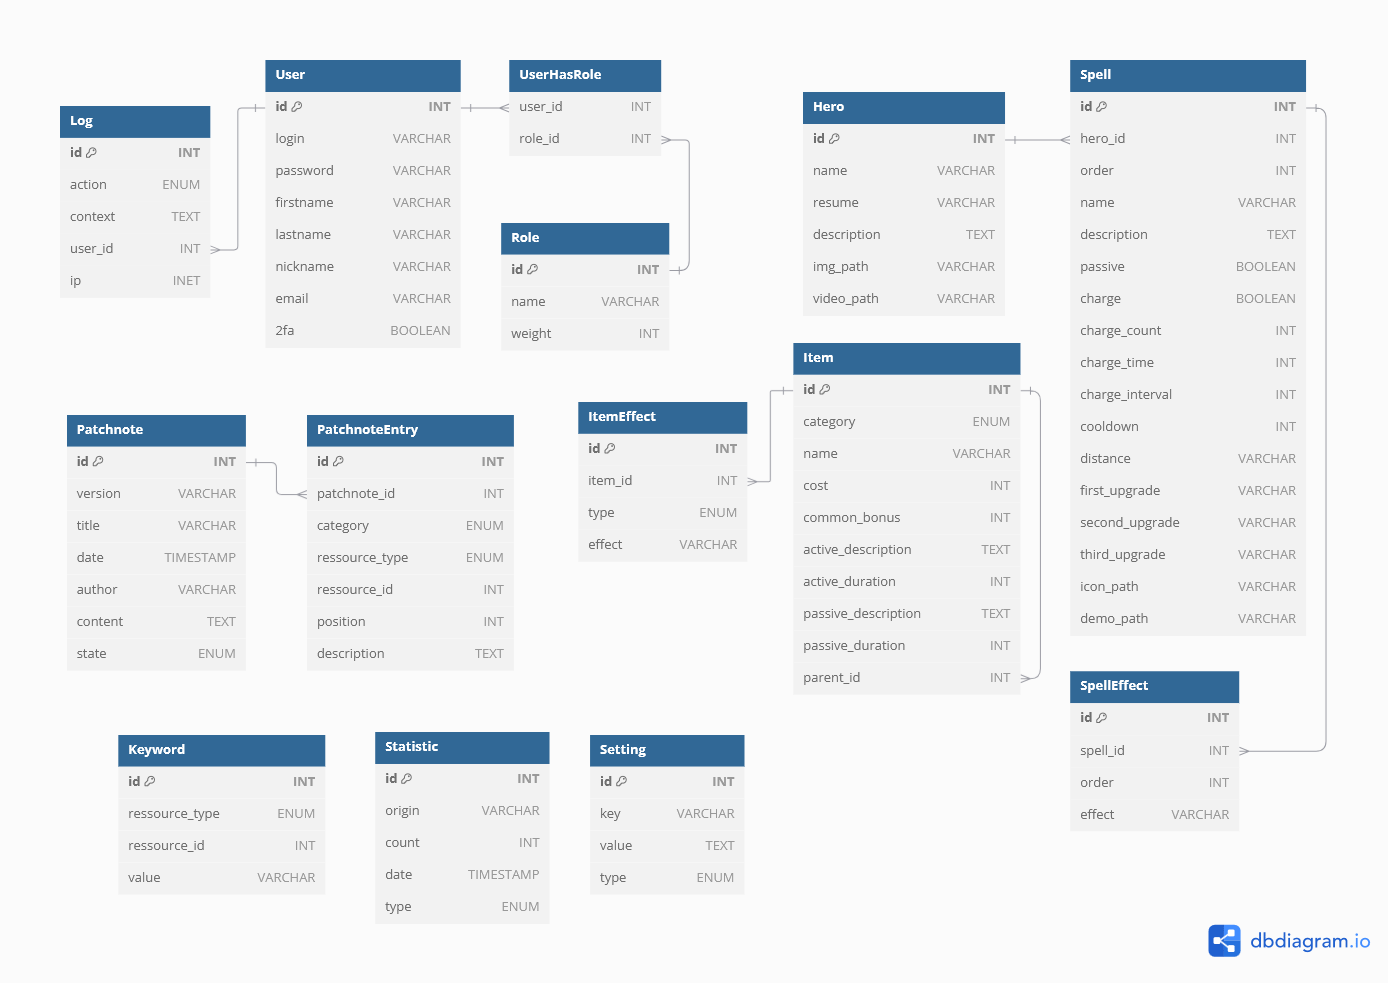 Log
id INT
action ENUM
context TEXT
user_id INT
ip INET
User
id INT
login VARCHAR
password VARCHAR
firstname VARCHAR
lastname VARCHAR
nickname VARCHAR
email VARCHAR
2fa BOOLEAN
UserHasRole
user_id INT
role_id INT
Role
id INT
name VARCHAR
weight INT
Hero
id INT
name VARCHAR
resume VARCHAR
description TEXT
img_path VARCHAR
video_path VARCHAR
Spell
id INT
hero_id INT
order INT
name VARCHAR
description TEXT
passive BOOLEAN
charge BOOLEAN
charge_count INT
charge_time INT
charge_interval INT
cooldown INT
distance VARCHAR
first_upgrade VARCHAR
second_upgrade VARCHAR
third_upgrade VARCHAR
icon_path VARCHAR
demo_path VARCHAR
Patchnote
id INT
version VARCHAR
title VARCHAR
date TIMESTAMP
author VARCHAR
content TEXT
state ENUM
PatchnoteEntry
id INT
patchnote_id INT
category ENUM
ressource_type ENUM
ressource_id INT
position INT
description TEXT
ItemEffect
id INT
item_id INT
type ENUM
effect VARCHAR
Item
id INT
category ENUM
name VARCHAR
cost INT
common_bonus INT
active_description TEXT
active_duration INT
passive_description TEXT
passive_duration INT
parent_id INT
SpellEffect
id INT
spell_id INT
order INT
effect VARCHAR
Keyword
id INT
ressource_type ENUM
ressource_id INT
value VARCHAR
Statistic
id INT
origin VARCHAR
count INT
date TIMESTAMP
type ENUM
Setting
id INT
key VARCHAR
value TEXT
type ENUM
dbdiagram.io